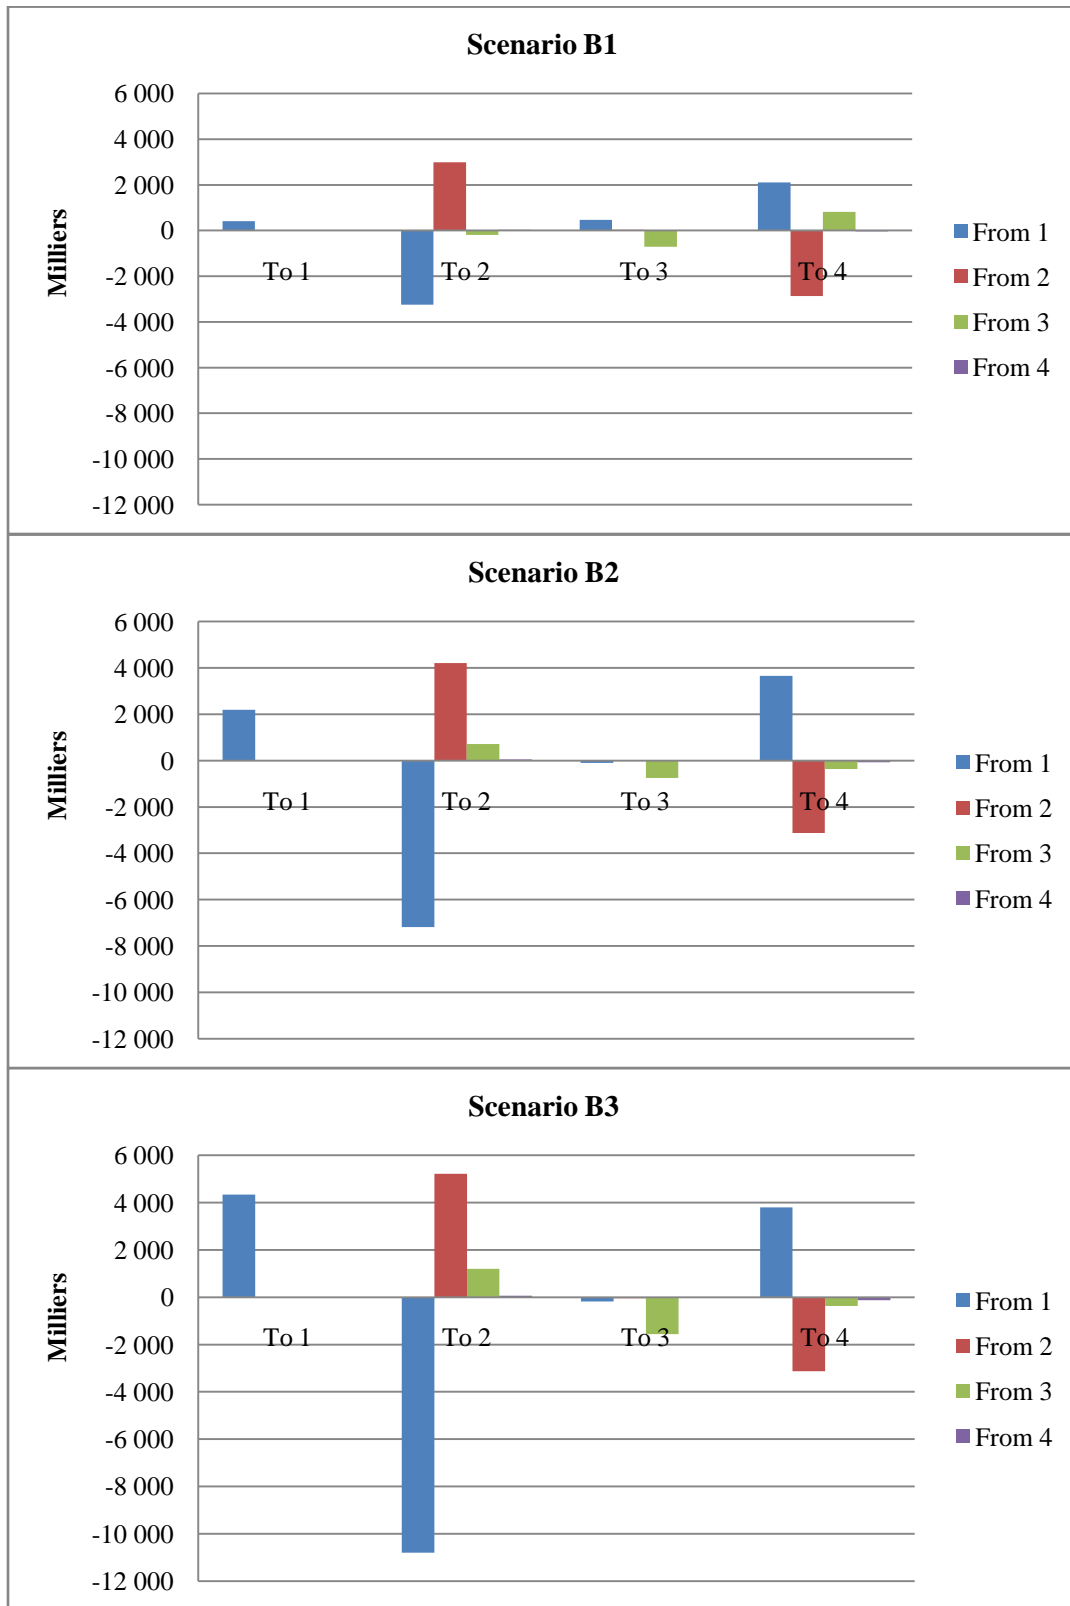 Scenario B1
6 000
4 000
2 000
0
-2 000
-4 000
-6 000
-8 000
-10 000
-12 000
Milliers
To 1
To 2
To 3
To 4
From 1
From 2
From 3
From 4
Scenario B2
6 000
4 000
2 000
0
-2 000
-4 000
-6 000
-8 000
-10 000
-12 000
Milliers
To 1
To 2
To 3
To 4
From 1
From 2
From 3
From 4
Scenario B3
6 000
4 000
2 000
0
-2 000
-4 000
-6 000
-8 000
-10 000
-12 000
Milliers
To 1
To 2
To 3
To 4
From 1
From 2
From 3
From 4